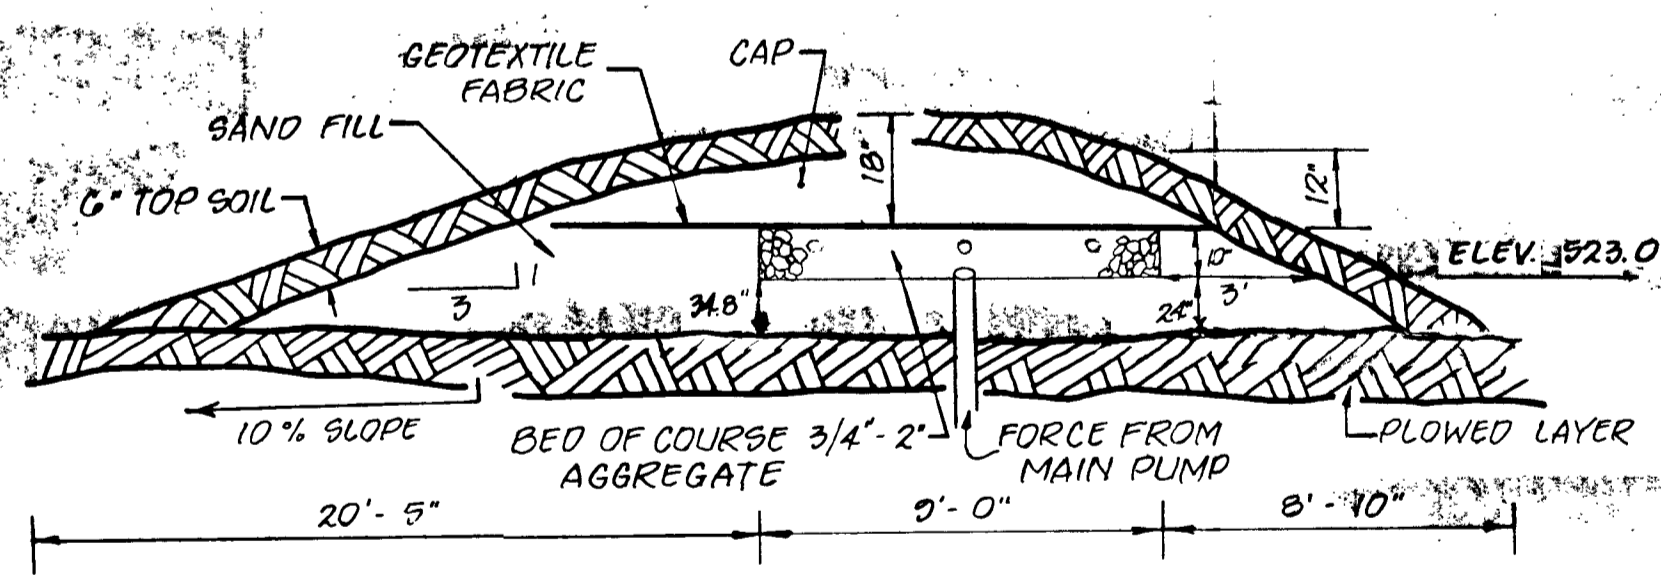 GEOTEXTILE
FABRIC
CAP
SAND FILL
6" TOP SOIL
18"
12"
ELEV. 523.0
10"
3'
1
3
34.8"
24"
10% SLOPE
BED OF COURSE 3/4"-2"
AGGREGATE
FORCE FROM
MAIN PUMP
PLOWED LAYER
20'-5"
9'-0"
8'-10"